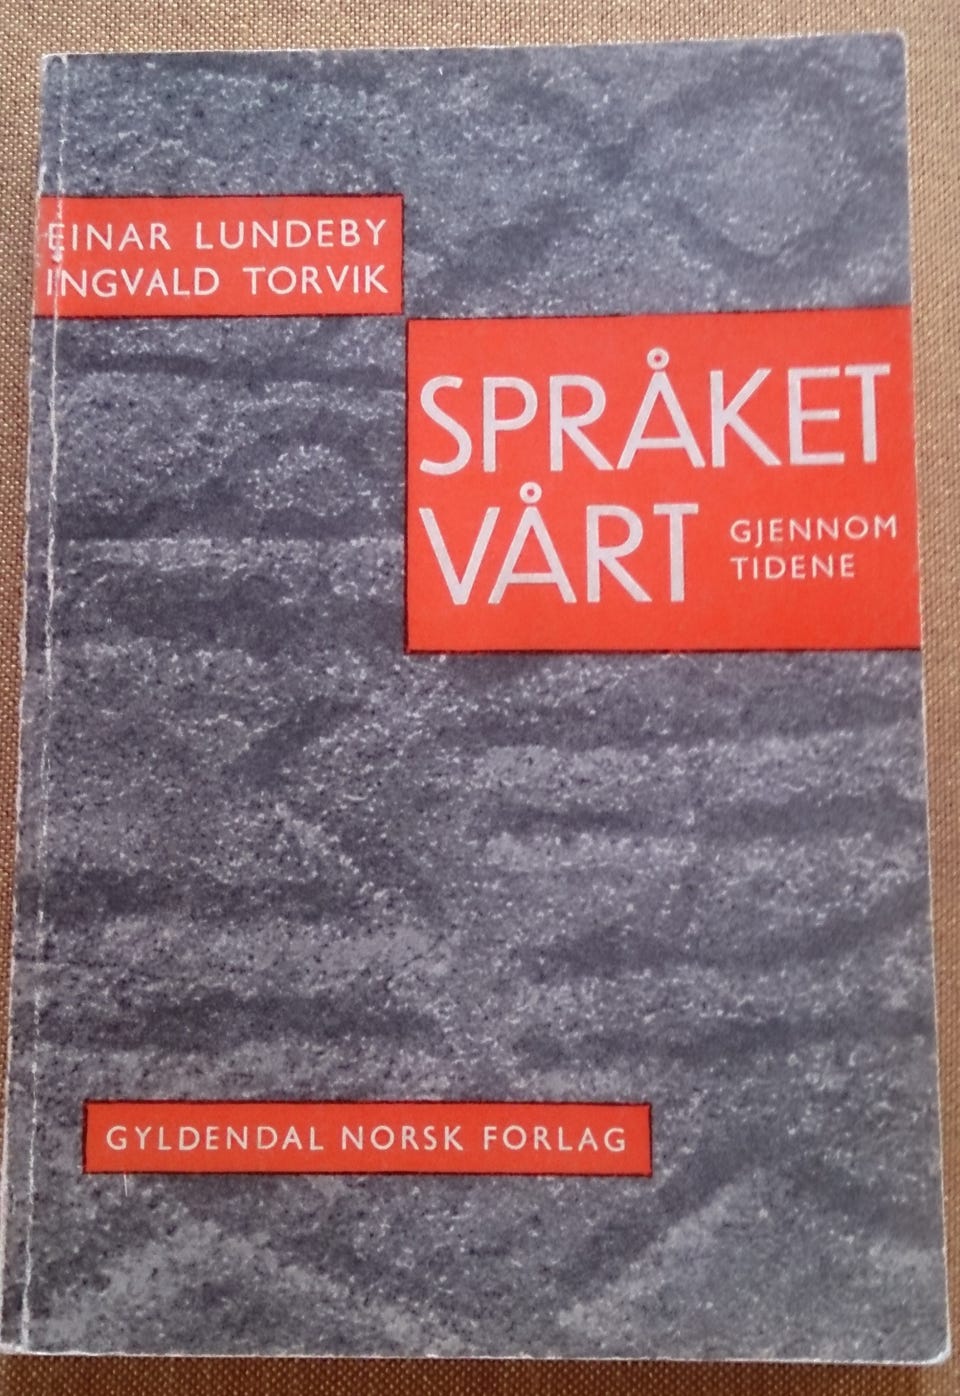 EINAR LUNDEBY
INGVALD TORVIK
SPRÅKET
VÅRT GJENNOM
TIDENE
GYLDENDAL NORSK FORLAG